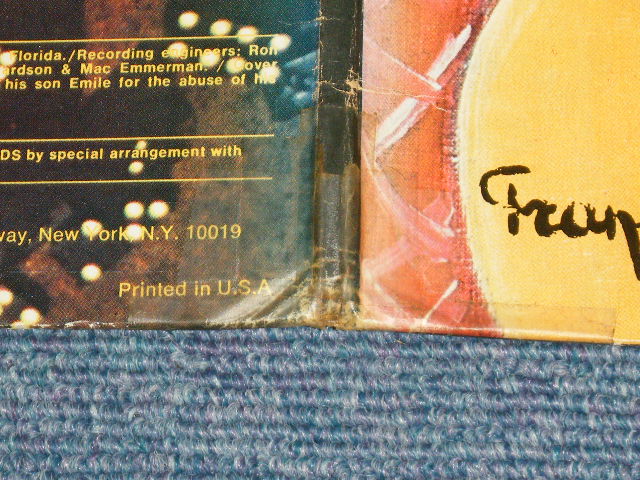 Florida./Recording engineers: Ron
ardson & Mac Emmerman. / Cover
his son Emile for the abuse of his
DS by special arrangement with
way, New York, N.Y. 10019
Printed in U.S.A